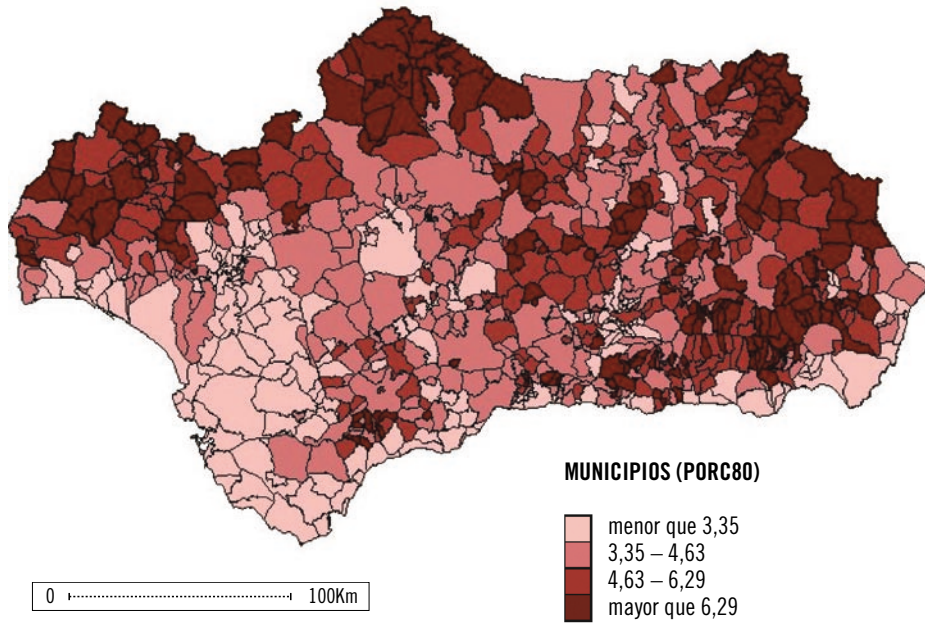 MUNICIPIOS (PORC80)
menor que 3,35
3,35 – 4,63
4,63 – 6,29
mayor que 6,29
0 100Km